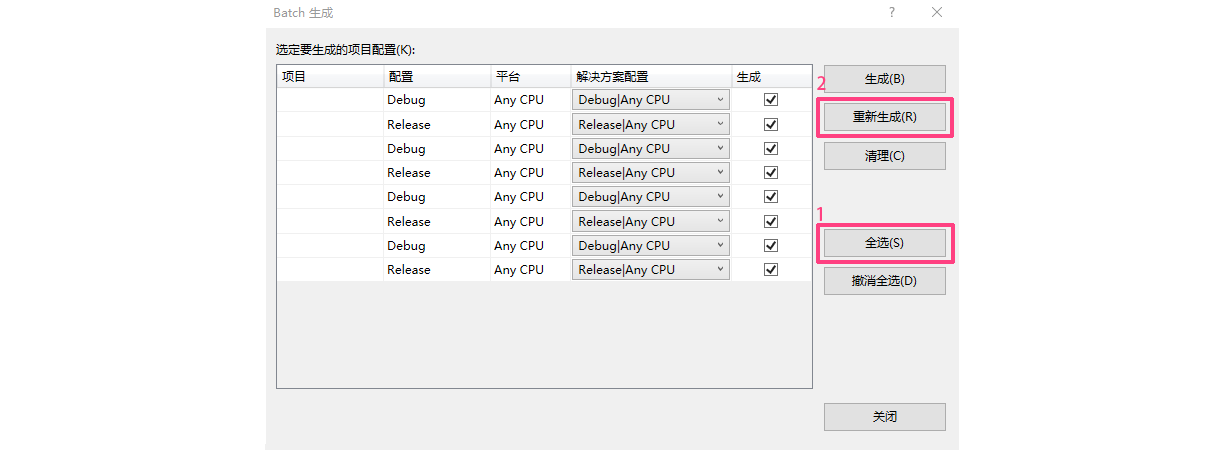 Batch 生成
?
选定要生成的项目配置(K):
项目 配置 平台 解决方案配置 生成
Debug Any CPU Debug|Any CPU
Release Any CPU Release|Any CPU
Debug Any CPU Debug|Any CPU
Release Any CPU Release|Any CPU
Debug Any CPU Debug|Any CPU
Release Any CPU Release|Any CPU
Debug Any CPU Debug|Any CPU
Release Any CPU Release|Any CPU
生成(B)
2
重新生成(R)
清理(C)
1
全选(S)
撤消全选(D)
关闭